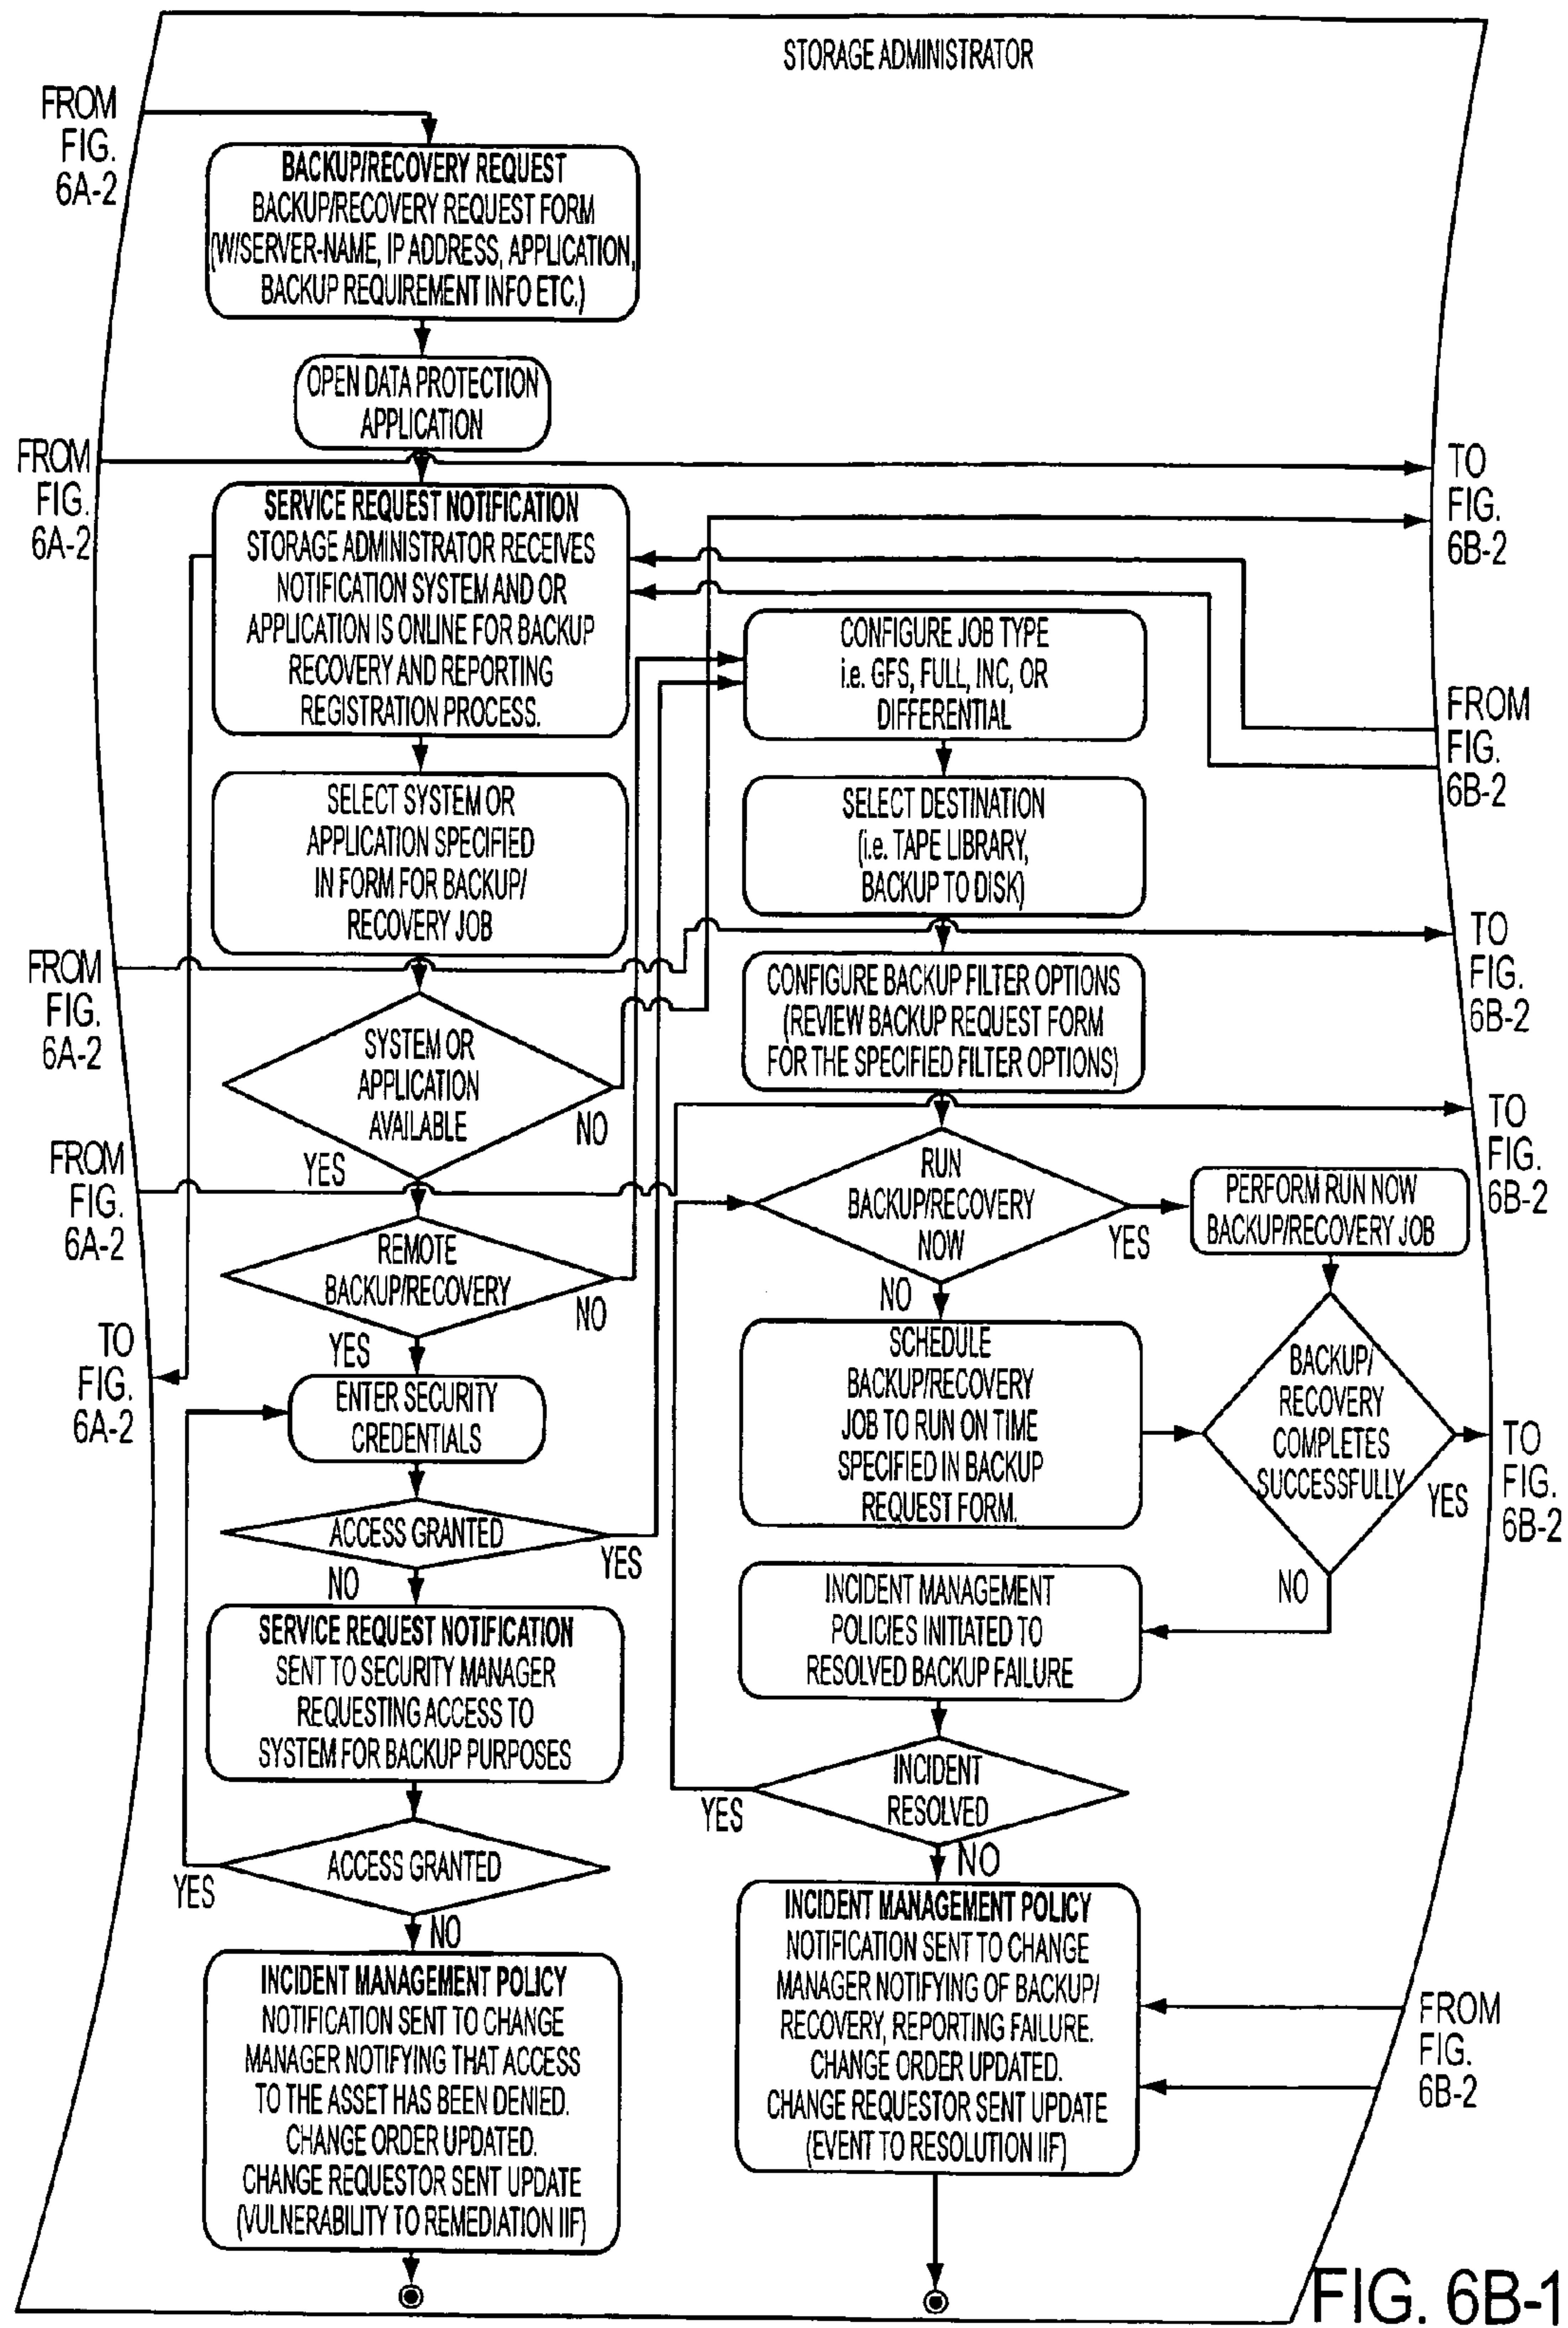 STORAGE ADMINISTRATOR
FROM
FIG.
6A-2
BACKUP/RECOVERY REQUEST
BACKUP/RECOVERY REQUEST FORM
(W/SERVER-NAME, IP ADDRESS, APPLICATION,
BACKUP REQUIREMENT INFO ETC.)
OPEN DATA PROTECTION
APPLICATION
FROM
FIG.
6A-2
TO
FIG.
6B-2
SERVICE REQUEST NOTIFICATION
STORAGE ADMINISTRATOR RECEIVES
NOTIFICATION SYSTEM AND OR
APPLICATION IS ONLINE FOR BACKUP
RECOVERY AND REPORTING
REGISTRATION PROCESS.
CONFIGURE JOB TYPE
i.e. GFS, FULL, INC, OR
DIFFERENTIAL
FROM
FIG.
6B-2
SELECT SYSTEM OR
APPLICATION SPECIFIED
IN FORM FOR BACKUP/
RECOVERY JOB
SELECT DESTINATION
(i.e. TAPE LIBRARY,
BACKUP TO DISK)
TO
FIG.
6B-2
FROM
FIG.
6A-2
CONFIGURE BACKUP FILTER OPTIONS
(REVIEW BACKUP REQUEST FORM
FOR THE SPECIFIED FILTER OPTIONS)
SYSTEM OR
APPLICATION
AVAILABLE
NO
YES
TO
FIG.
6B-2
FROM
FIG.
6A-2
RUN
BACKUP/RECOVERY
NOW
YES
NO
PERFORM RUN NOW
BACKUP/RECOVERY JOB
REMOTE
BACKUP/RECOVERY
NO
YES
TO
FIG.
6A-2
ENTER SECURITY
CREDENTIALS
SCHEDULE
BACKUP/RECOVERY
JOB TO RUN ON TIME
SPECIFIED IN BACKUP
REQUEST FORM.
BACKUP/
RECOVERY
COMPLETES
SUCCESSFULLY
YES
NO
TO
FIG.
6B-2
ACCESS GRANTED
YES
NO
INCIDENT MANAGEMENT
POLICIES INITIATED TO
RESOLVED BACKUP FAILURE
SERVICE REQUEST NOTIFICATION
SENT TO SECURITY MANAGER
REQUESTING ACCESS TO
SYSTEM FOR BACKUP PURPOSES
INCIDENT
RESOLVED
YES
NO
ACCESS GRANTED
YES
NO
INCIDENT MANAGEMENT POLICY
NOTIFICATION SENT TO CHANGE
MANAGER NOTIFYING THAT ACCESS
TO THE ASSET HAS BEEN DENIED.
CHANGE ORDER UPDATED.
CHANGE REQUESTOR SENT UPDATE
(VULNERABILITY TO REMEDIATION IIF)
INCIDENT MANAGEMENT POLICY
NOTIFICATION SENT TO CHANGE
MANAGER NOTIFYING OF BACKUP/
RECOVERY, REPORTING FAILURE.
CHANGE ORDER UPDATED.
CHANGE REQUESTOR SENT UPDATE
(EVENT TO RESOLUTION IIF)
FROM
FIG.
6B-2
FIG. 6B-1